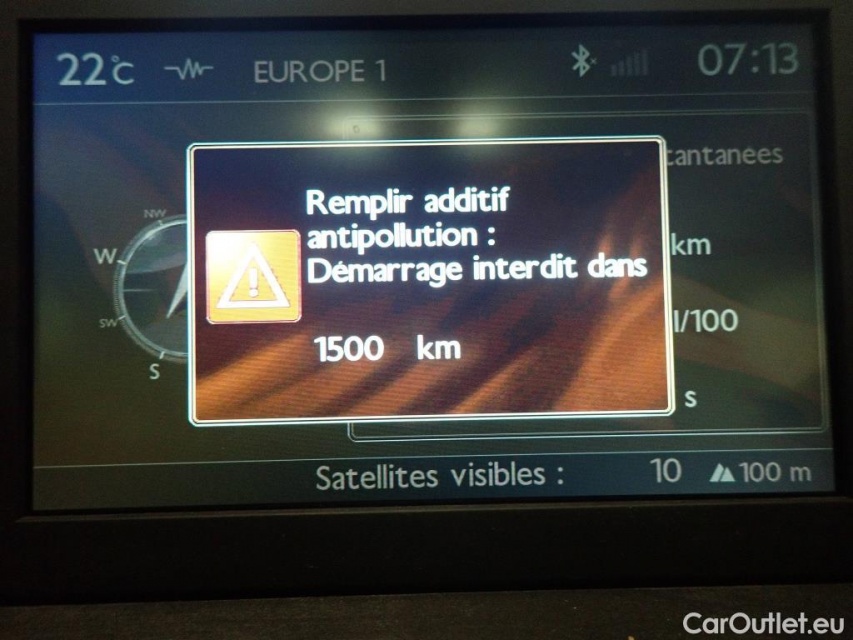 22°c EUROPE 1 07:13
tantanées
Remplir additif
antipollution :
Démarrage interdit dans
1500 km
NW
W
SW
S
km
l/100
s
Satellites visibles : 10 100 m
CarOutlet.eu